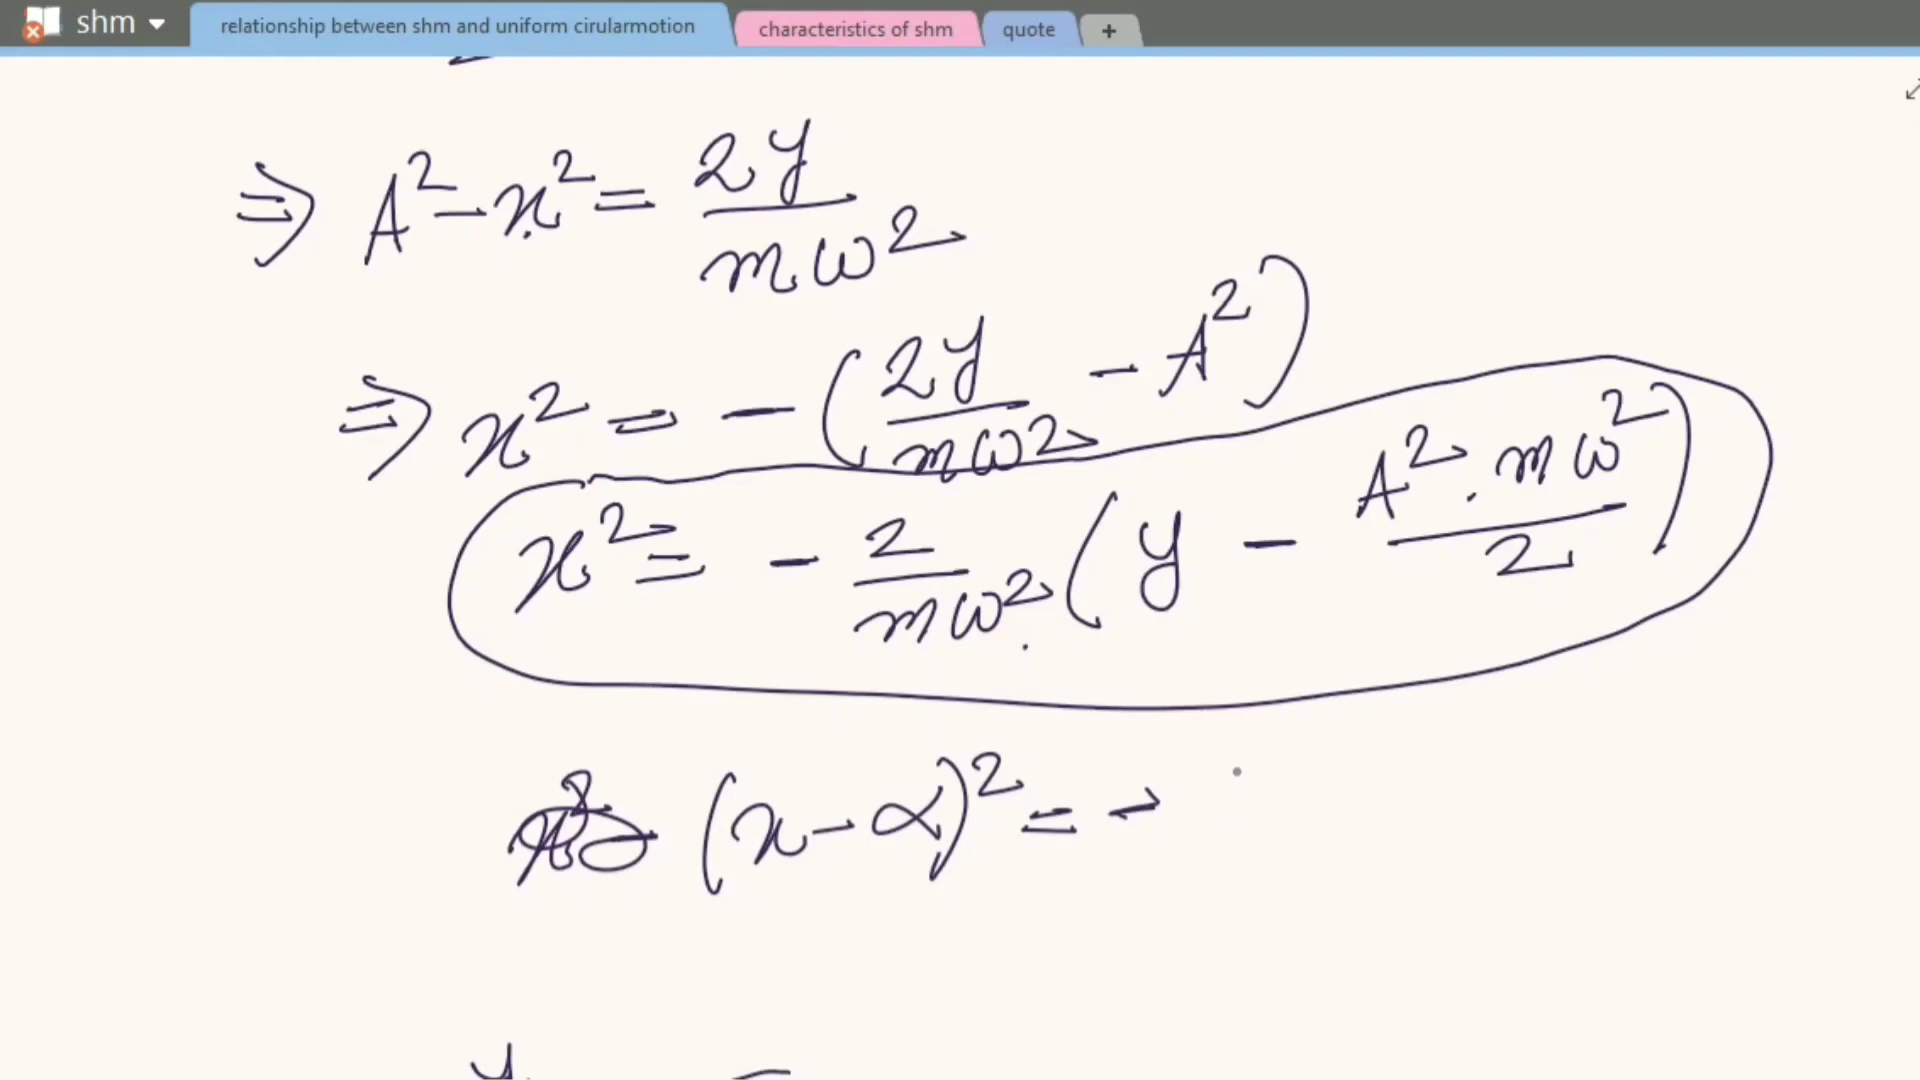 shm
relationship between shm and uniform cirularmotion
characteristics of shm
quote
+
⇒ A² - x² = 2y / mω²
⇒ x² = - (2y / mω² - A²)
x² = - 2 / mω² (y - A² · mω² / 2)
(x - α)² = -